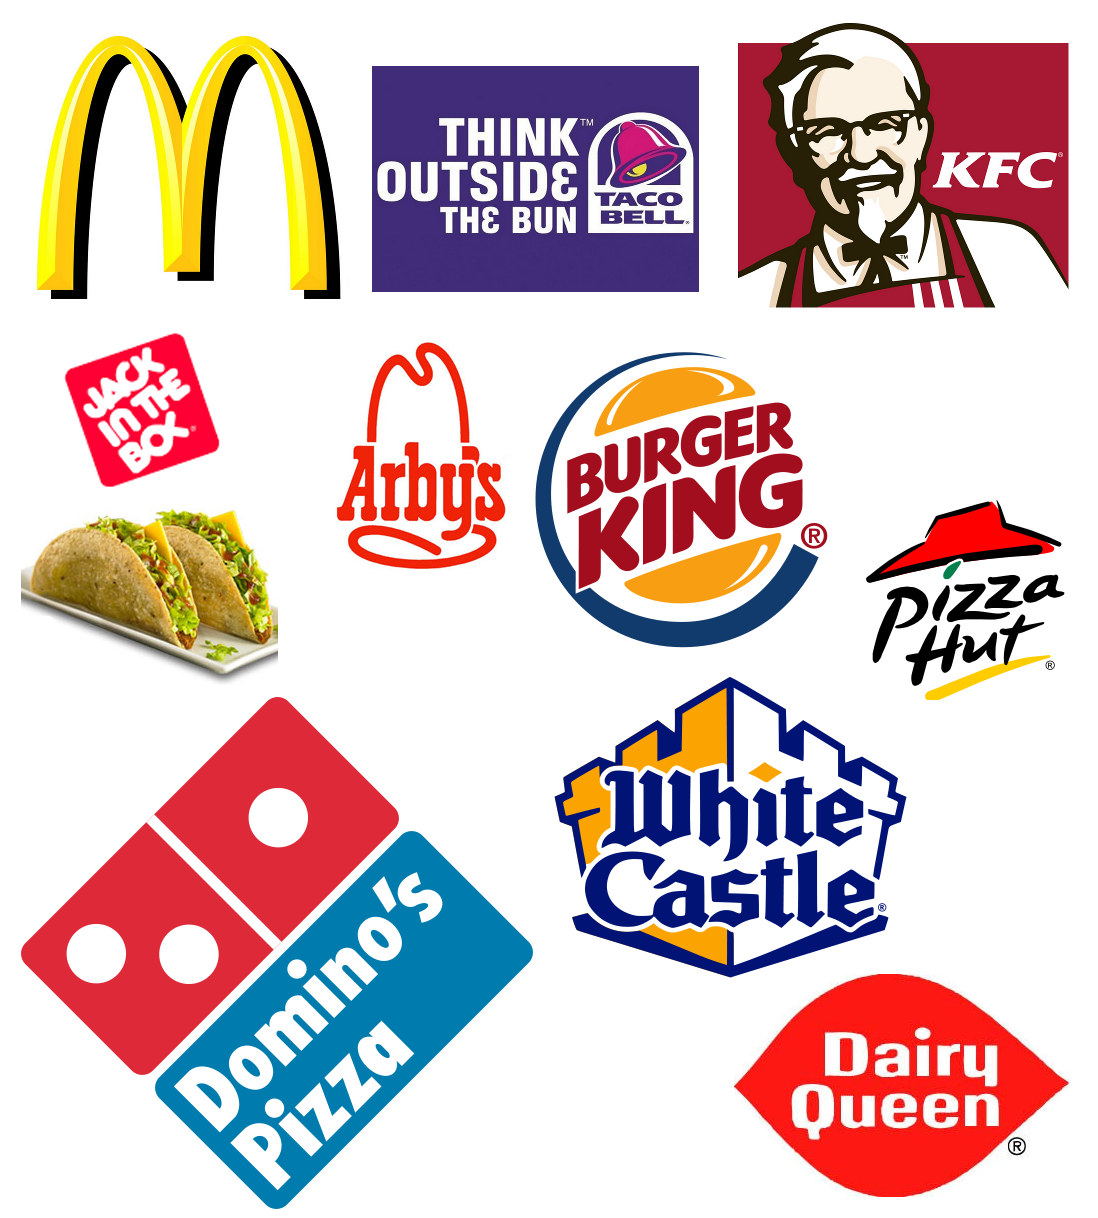 THINK™
OUTSIDE
THE BUN
TACO
BELL®
KFC®
™
JACK
IN THE
BOX®
Arby's
BURGER
KING®
Pizza
Hut®
White
Castle®
Domino's
Pizza
Dairy
Queen®